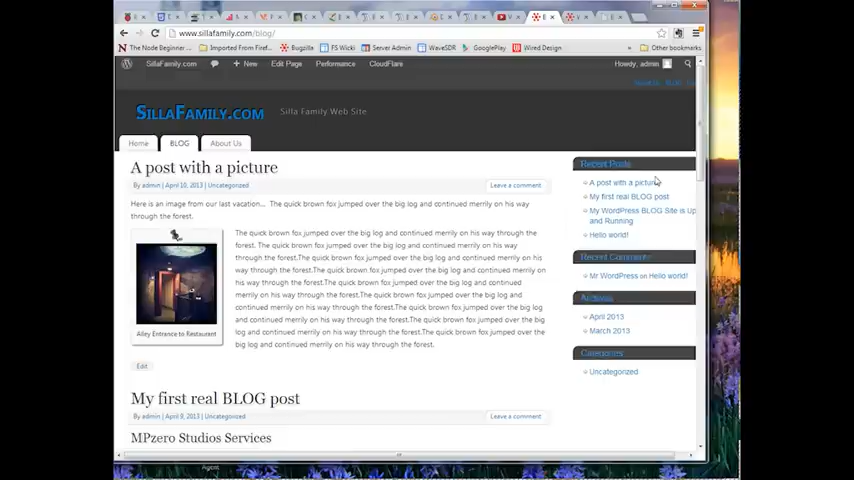 www.sillafamily.com/blog/
The Node Beginner... Imported From Firef... Bugzilla FS Wicki Server Admin WaveSDR GooglePlay Wired Design » Other bookmarks
SillaFamily.com + New Edit Page Performance CloudFlare Howdy, admin
SillaFamily.com Silla Family Web Site
Home BLOG About Us
A post with a picture
By admin | April 10, 2013 | Uncategorized Leave a comment
Here is an image from our last vacation... The quick brown fox jumped over the big log and continued merrily on his way
through the forest.
The quick brown fox jumped over the big log and continued merrily on his way through the
forest. The quick brown fox jumped over the big log and continued merrily on his way
through the forest.The quick brown fox jumped over the big log and continued merrily on
his way through the forest.The quick brown fox jumped over the big log and continued
merrily on his way through the forest.The quick brown fox jumped over the big
log and continued merrily on his way through the forest.The quick brown fox
jumped over the big log and continued merrily on his way through the
forest.The quick brown fox jumped over the big log and continued merrily on his
way through the forest.The quick brown fox jumped over the big log and
continued merrily on his way through the forest.The quick brown fox jumped over the big
log and continued merrily on his way through the forest.
Alley Entrance to Restaurant
Edit
My first real BLOG post
By admin | April 9, 2013 | Uncategorized Leave a comment
MPzero Studios Services
Recent Posts
A post with a picture
My first real BLOG post
My WordPress BLOG Site is Up
and Running
Hello world!
Recent Comments
Mr WordPress on Hello world!
Archives
April 2013
March 2013
Categories
Uncategorized
Agent